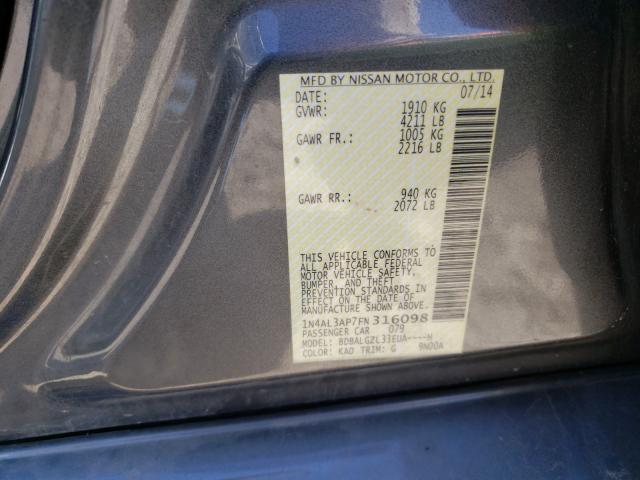 MFD BY NISSAN MOTOR CO., LTD.
DATE: 07/14
GVWR: 1910 KG
4211 LB
GAWR FR.: 1005 KG
2216 LB
GAWR RR.: 940 KG
2072 LB
THIS VEHICLE CONFORMS TO
ALL APPLICABLE FEDERAL
MOTOR VEHICLE SAFETY,
BUMPER, AND THEFT
PREVENTION STANDARDS IN
EFFECT ON THE DATE OF
MANUFACTURE SHOWN ABOVE.
1N4AL3AP7FN316098
PASSENGER CAR 079
MODEL: BDBALGZL33EUA----H
COLOR: KAD TRIM: G 9N00A